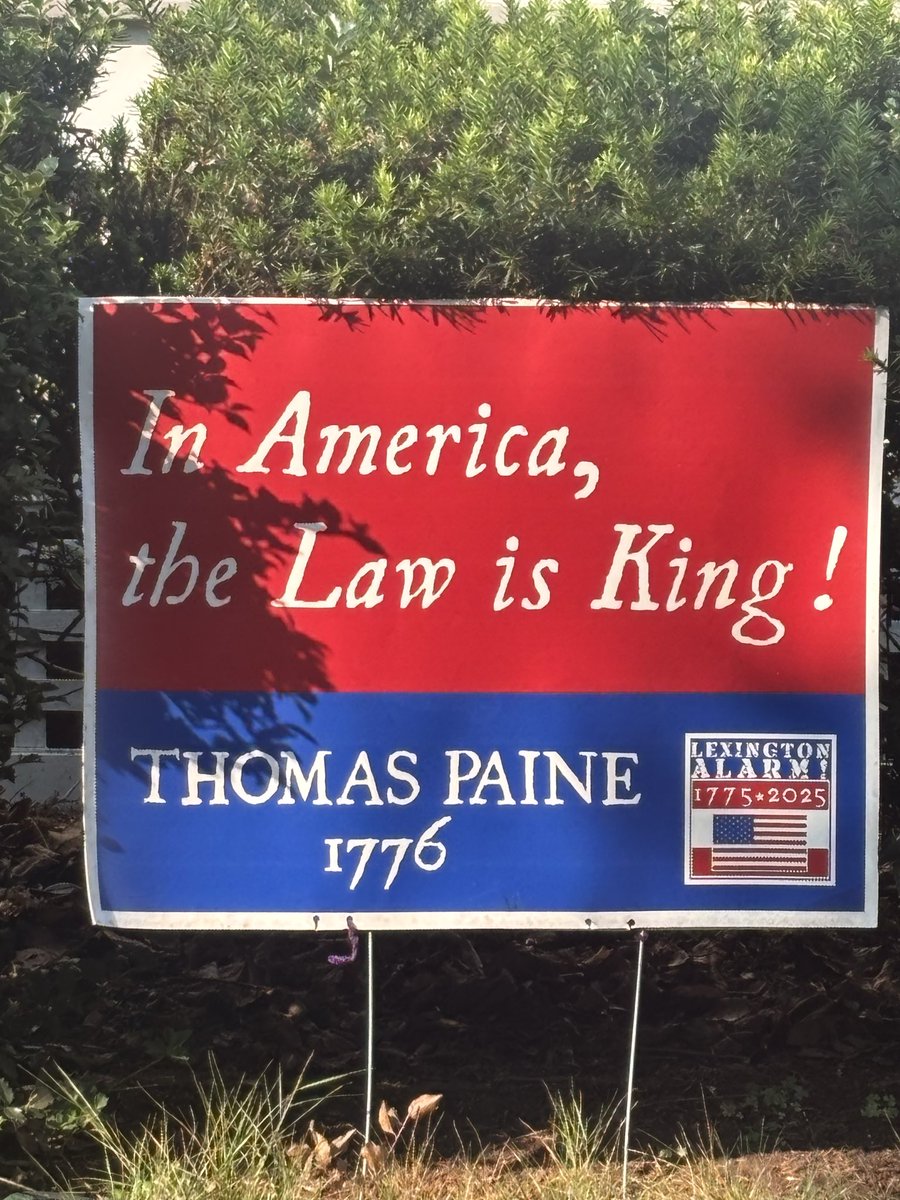 In America,
the Law is King!
THOMAS PAINE
1776
LEXINGTON
ALARM!
1775★2025